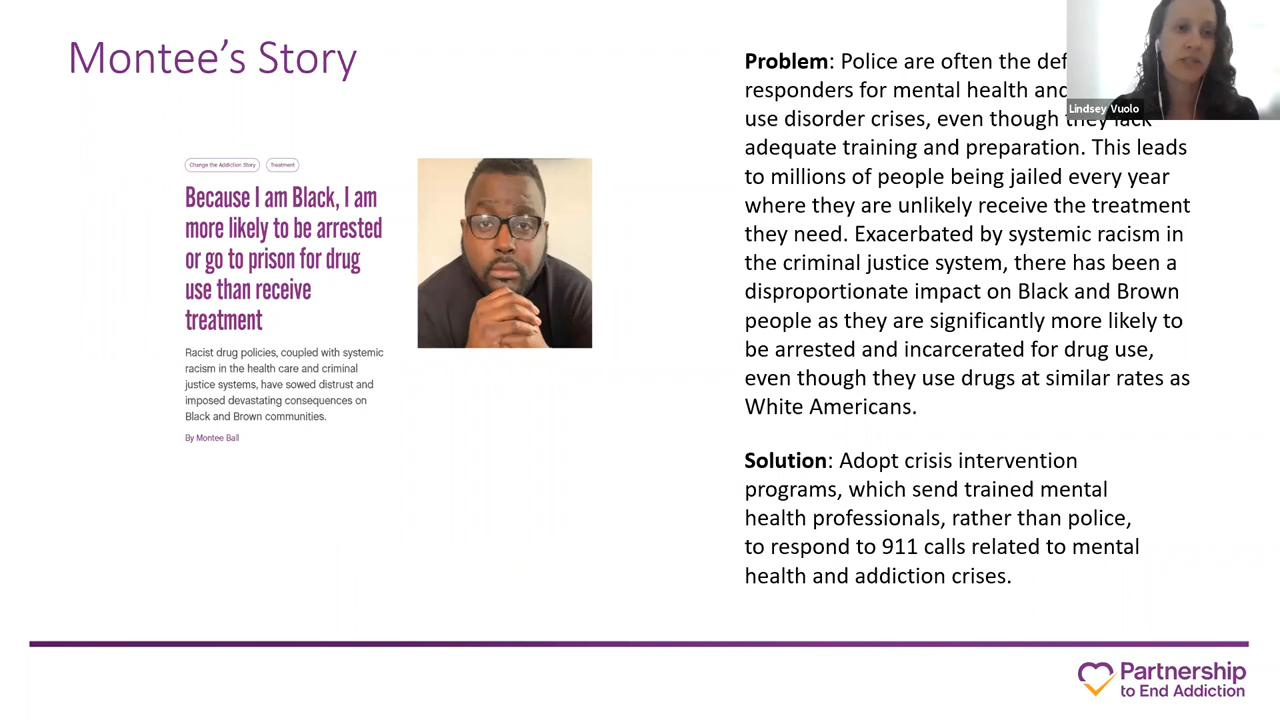 Montee's Story
Change the Addiction Story
Treatment
Because I am Black, I am
more likely to be arrested
or go to prison for drug
use than receive
treatment
Racist drug policies, coupled with systemic
racism in the health care and criminal
justice systems, have sowed distrust and
imposed devastating consequences on
Black and Brown communities.
By Montee Ball
Problem: Police are often the
responders for mental health and
use disorder crises, even though they lack
adequate training and preparation. This leads
to millions of people being jailed every year
where they are unlikely receive the treatment
they need. Exacerbated by systemic racism in
the criminal justice system, there has been a
disproportionate impact on Black and Brown
people as they are significantly more likely to
be arrested and incarcerated for drug use,
even though they use drugs at similar rates as
White Americans.
Solution: Adopt crisis intervention
programs, which send trained mental
health professionals, rather than police,
to respond to 911 calls related to mental
health and addiction crises.
Lindsey Vuolo
Partnership
to End Addiction